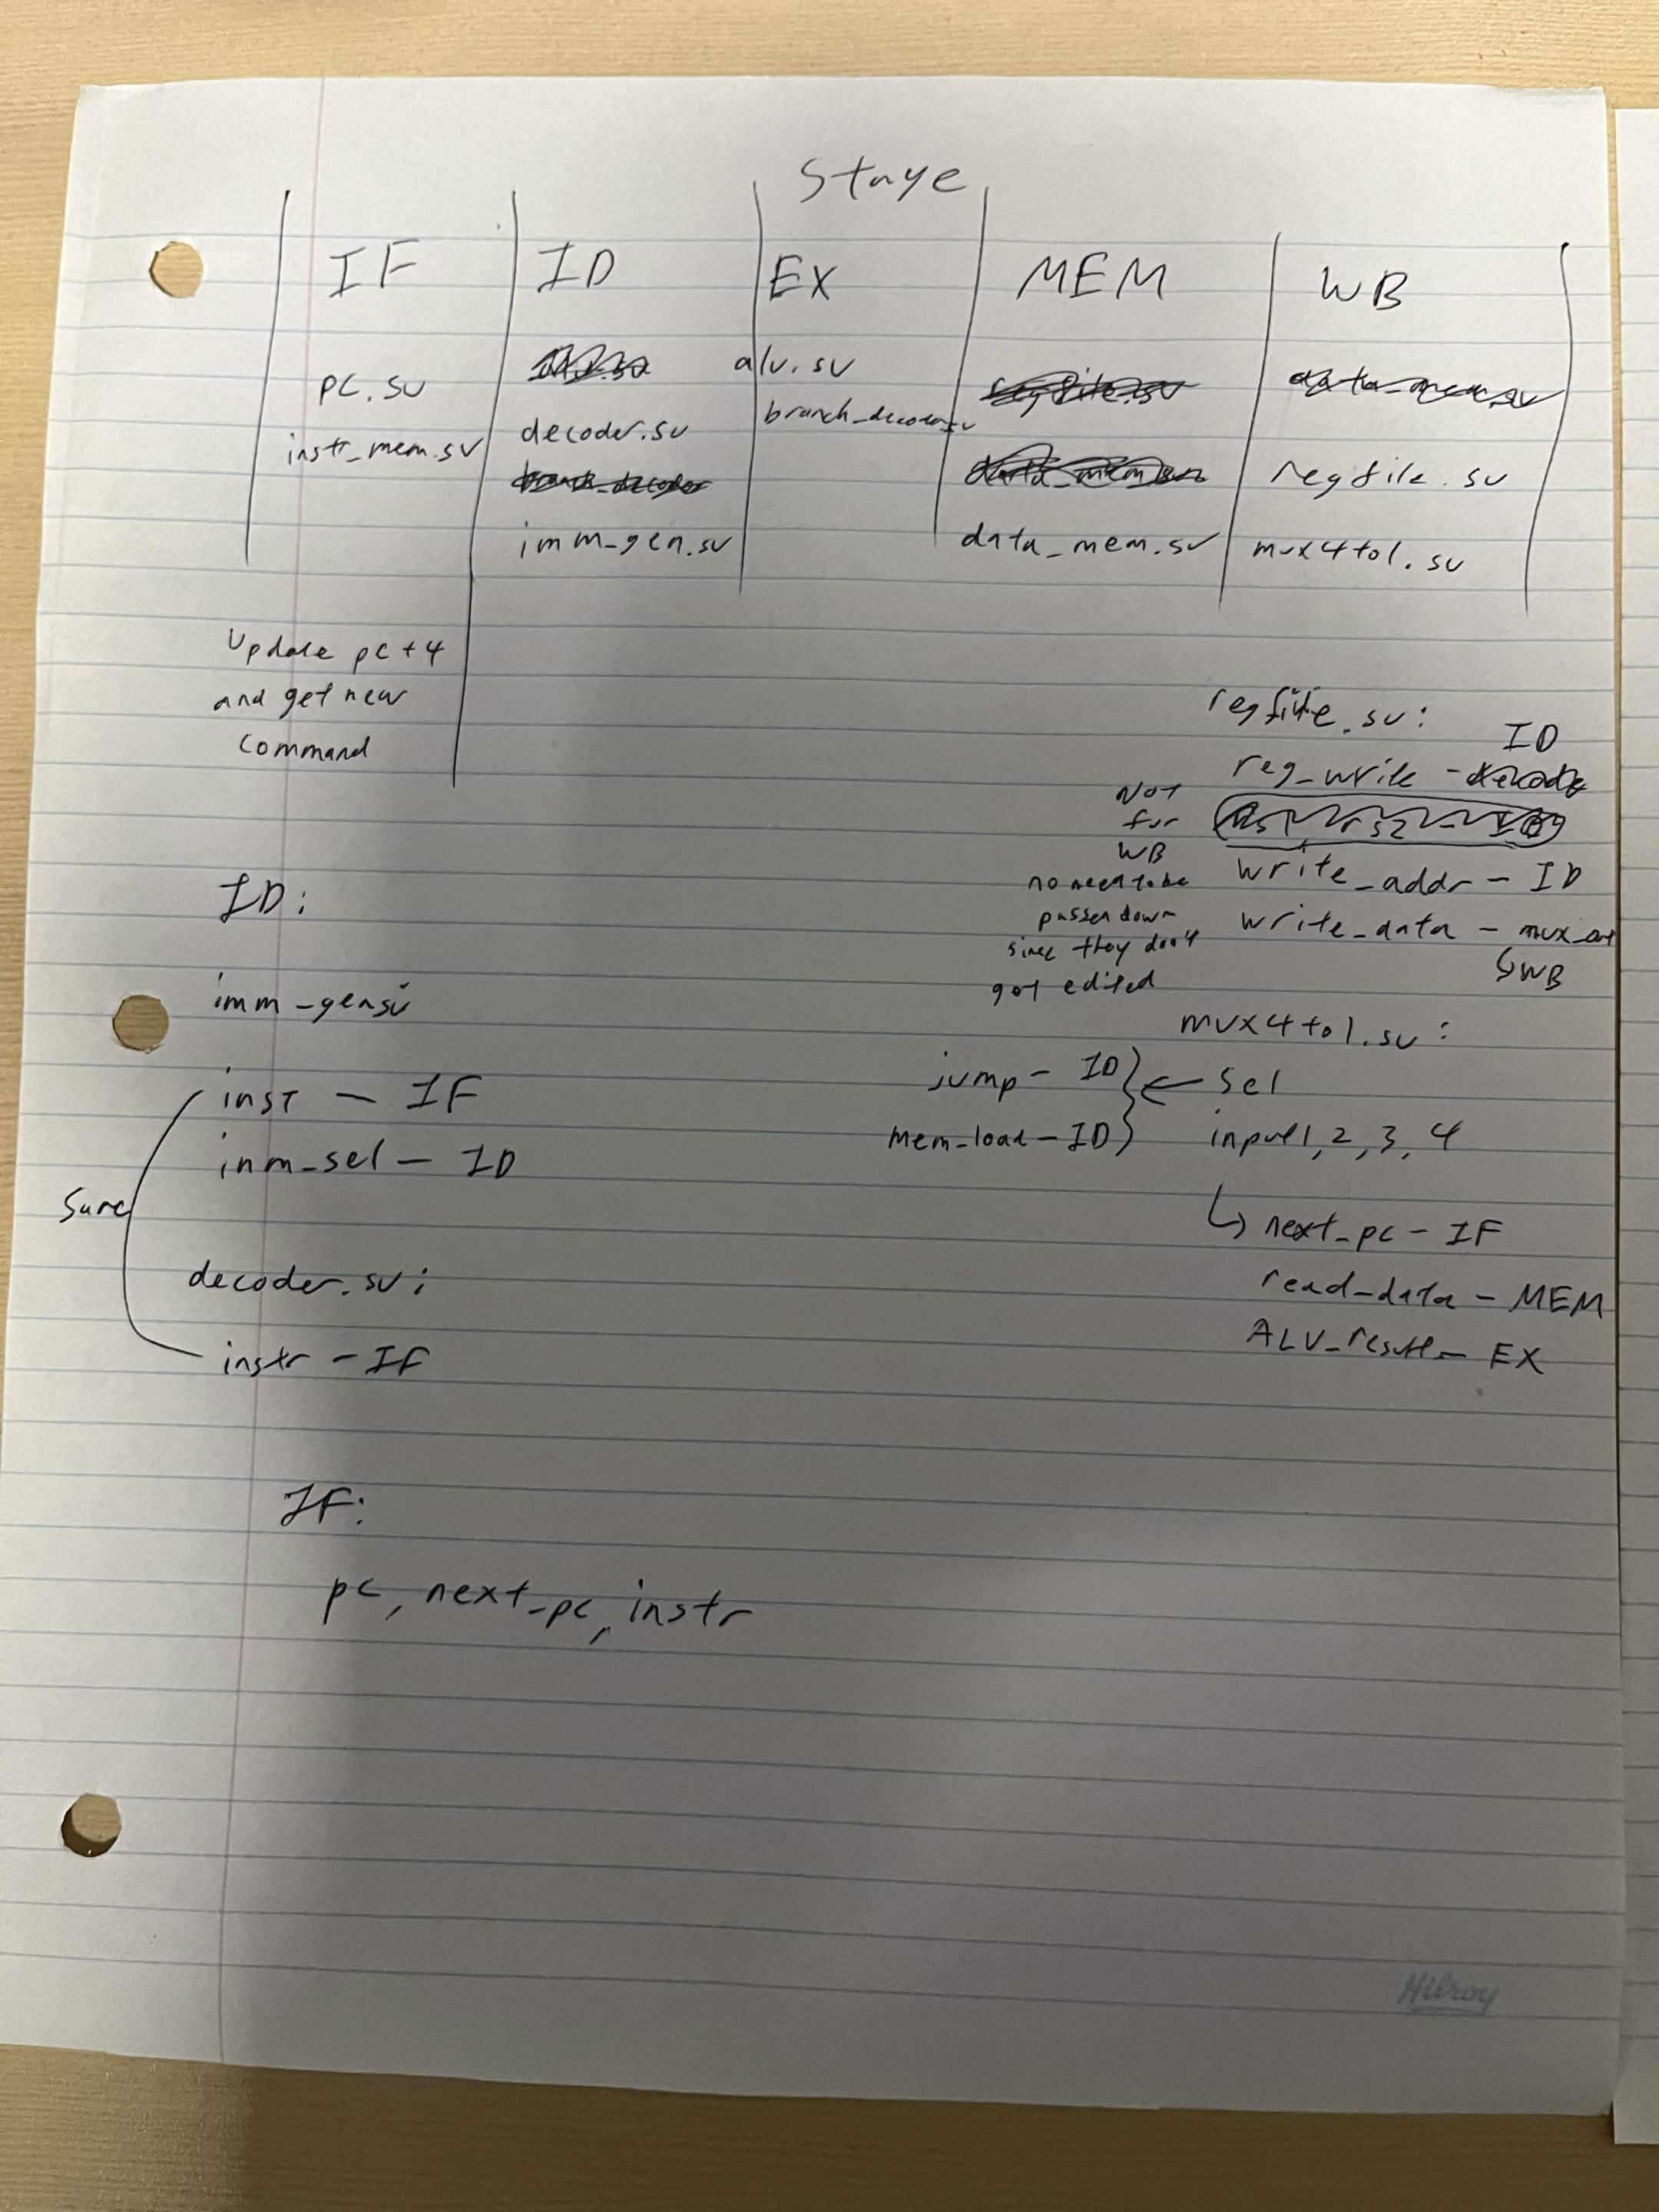 Stage
IF ID EX MEM WB
pc.sv alu.sv
instr_mem.sv decoder.sv branch_decoder.sv regfile.sv
imm_gen.sv data_mem.sv mux4to1.sv
Update pc+4
and get new
command
regfile.sv:
ID
reg_write -
Not
for
WB
no need to be
passed down
since they don't
got edited
write_addr - ID
write_data - mux_out
↳WB
mux4to1.sv:
jump - ID
mem_load - ID
← sel
input1, 2, 3, 4
↳ next_pc - IF
read_data - MEM
ALU_result - EX
ID:
imm_gensv
inst - IF
imm_sel - ID
Same
decoder.sv:
instr - IF
IF:
pc, next_pc, instr
Hilroy